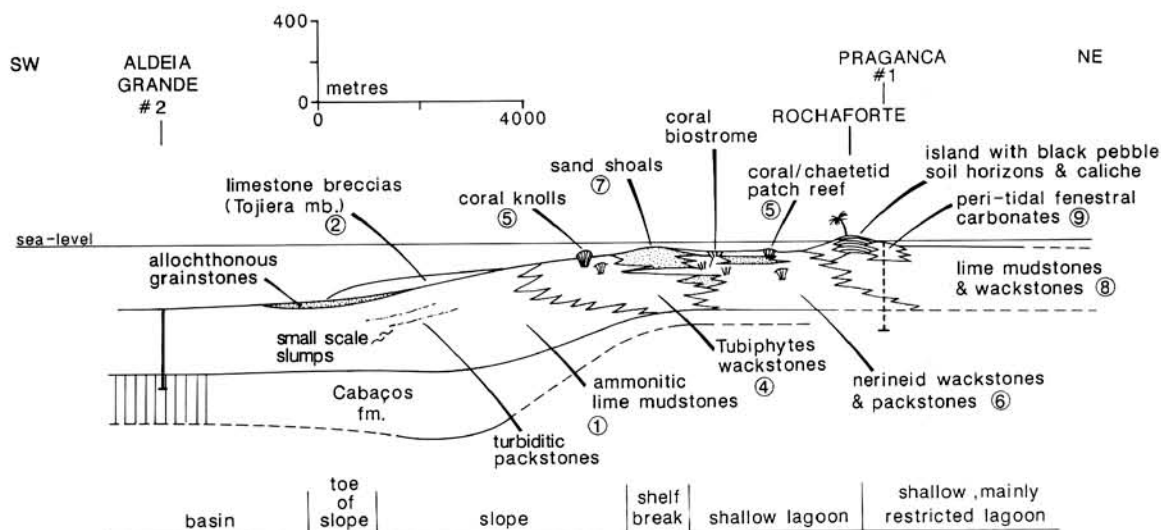 400
0
metres
0
4000
SW
ALDEIA
GRANDE
#2
PRAGANCA
#1
NE
ROCHAFORTE
coral
biostrome
sand shoals
⑦
coral knolls
⑤
coral/chaetetid
patch reef
⑤
island with black pebble
soil horizons & caliche
peri-tidal fenestral
carbonates ⑨
limestone breccias
(Tojiera mb.)
②
sea-level
allochthonous
grainstones
lime mudstones
& wackstones ⑧
small scale
slumps
Tubiphytes
wackstones
④
nerineid wackstones
& packstones ⑥
ammonitic
lime mudstones
①
Cabaços
fm.
turbiditic
packstones
basin
toe
of
slope
slope
shelf
break
shallow lagoon
shallow, mainly
restricted lagoon